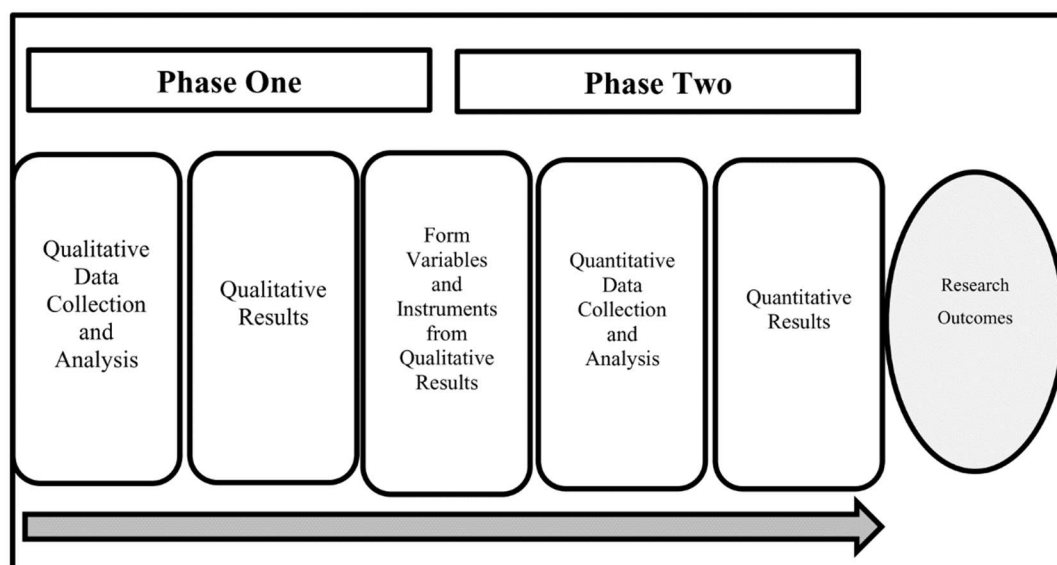 Phase One
Phase Two
Qualitative
Data
Collection
and
Analysis
Qualitative
Results
Form
Variables
and
Instruments
from
Qualitative
Results
Quantitative
Data
Collection
and
Analysis
Quantitative
Results
Research
Outcomes